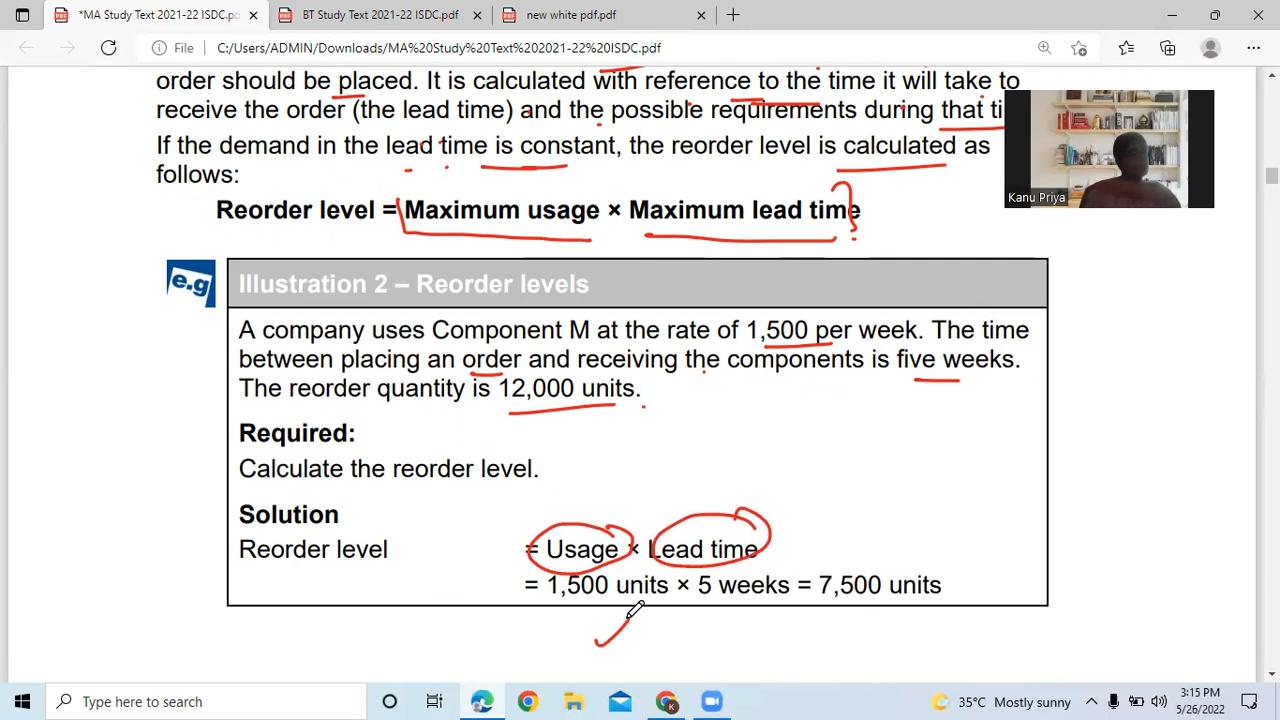 *MA Study Text 2021-22 ISDC.pdf
BT Study Text 2021-22 ISDC.pdf
new white pdf.pdf
File
C:/Users/ADMIN/Downloads/MA%20Study%20Text%202021-22%20ISDC.pdf
order should be placed. It is calculated with reference to the time it will take to
receive the order (the lead time) and the possible requirements during that ti
If the demand in the lead time is constant, the reorder level is calculated as
follows:
Kanu Priya
Reorder level = Maximum usage × Maximum lead time
e.g
Illustration 2 – Reorder levels
A company uses Component M at the rate of 1,500 per week. The time
between placing an order and receiving the components is five weeks.
The reorder quantity is 12,000 units.
Required:
Calculate the reorder level.
Solution
Reorder level = Usage × Lead time
= 1,500 units × 5 weeks = 7,500 units
Type here to search
35°C Mostly sunny
3:15 PM
5/26/2022